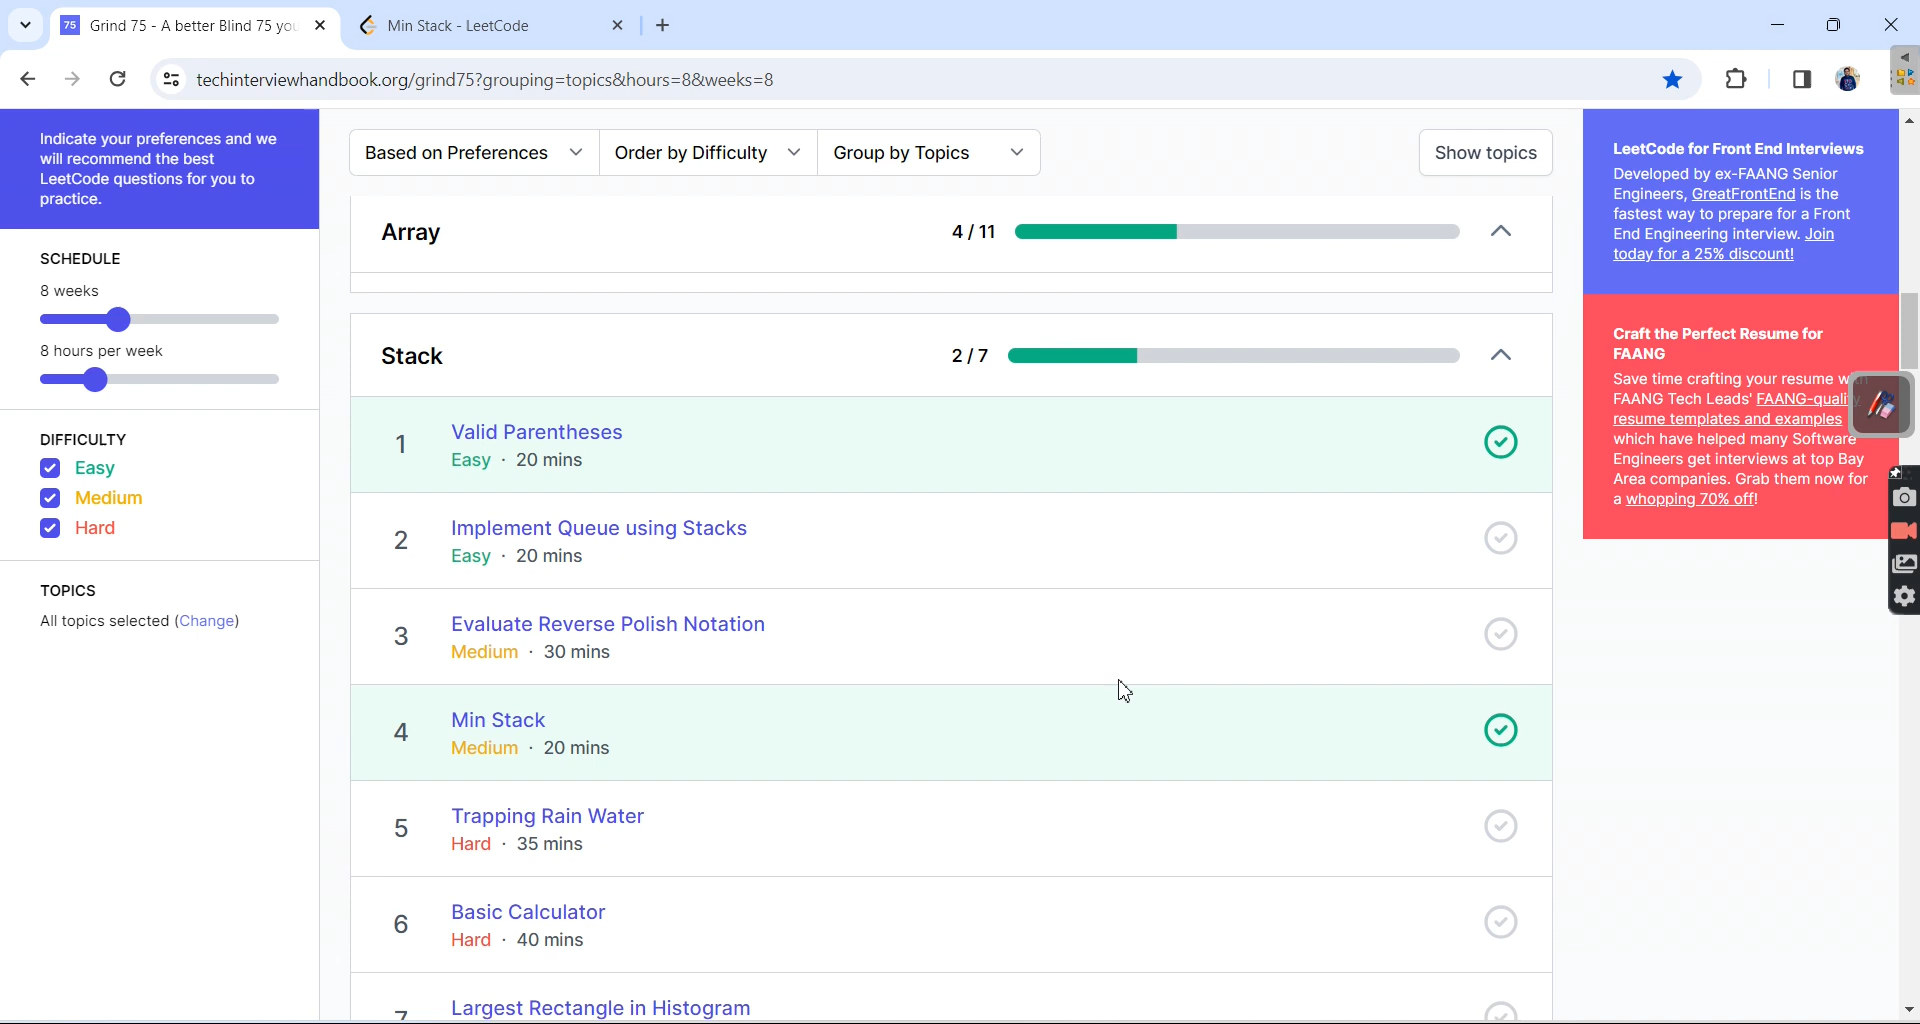 Grind 75 - A better Blind 75 you
Min Stack - LeetCode
techinterviewhandbook.org/grind75?grouping=topics&hours=8&weeks=8
Indicate your preferences and we
will recommend the best
LeetCode questions for you to
practice.
SCHEDULE
8 weeks
8 hours per week
DIFFICULTY
Easy
Medium
Hard
TOPICS
All topics selected (Change)
Based on Preferences
Order by Difficulty
Group by Topics
Show topics
Array
4 / 11
Stack
2 / 7
1
Valid Parentheses
Easy · 20 mins
2
Implement Queue using Stacks
Easy · 20 mins
3
Evaluate Reverse Polish Notation
Medium · 30 mins
4
Min Stack
Medium · 20 mins
5
Trapping Rain Water
Hard · 35 mins
6
Basic Calculator
Hard · 40 mins
7
Largest Rectangle in Histogram
LeetCode for Front End Interviews
Developed by ex-FAANG Senior
Engineers, GreatFrontEnd is the
fastest way to prepare for a Front
End Engineering interview. Join
today for a 25% discount!
Craft the Perfect Resume for
FAANG
Save time crafting your resume
FAANG Tech Leads' FAANG-quali
resume templates and examples
which have helped many Software
Engineers get interviews at top Bay
Area companies. Grab them now for
a whopping 70% off!
75